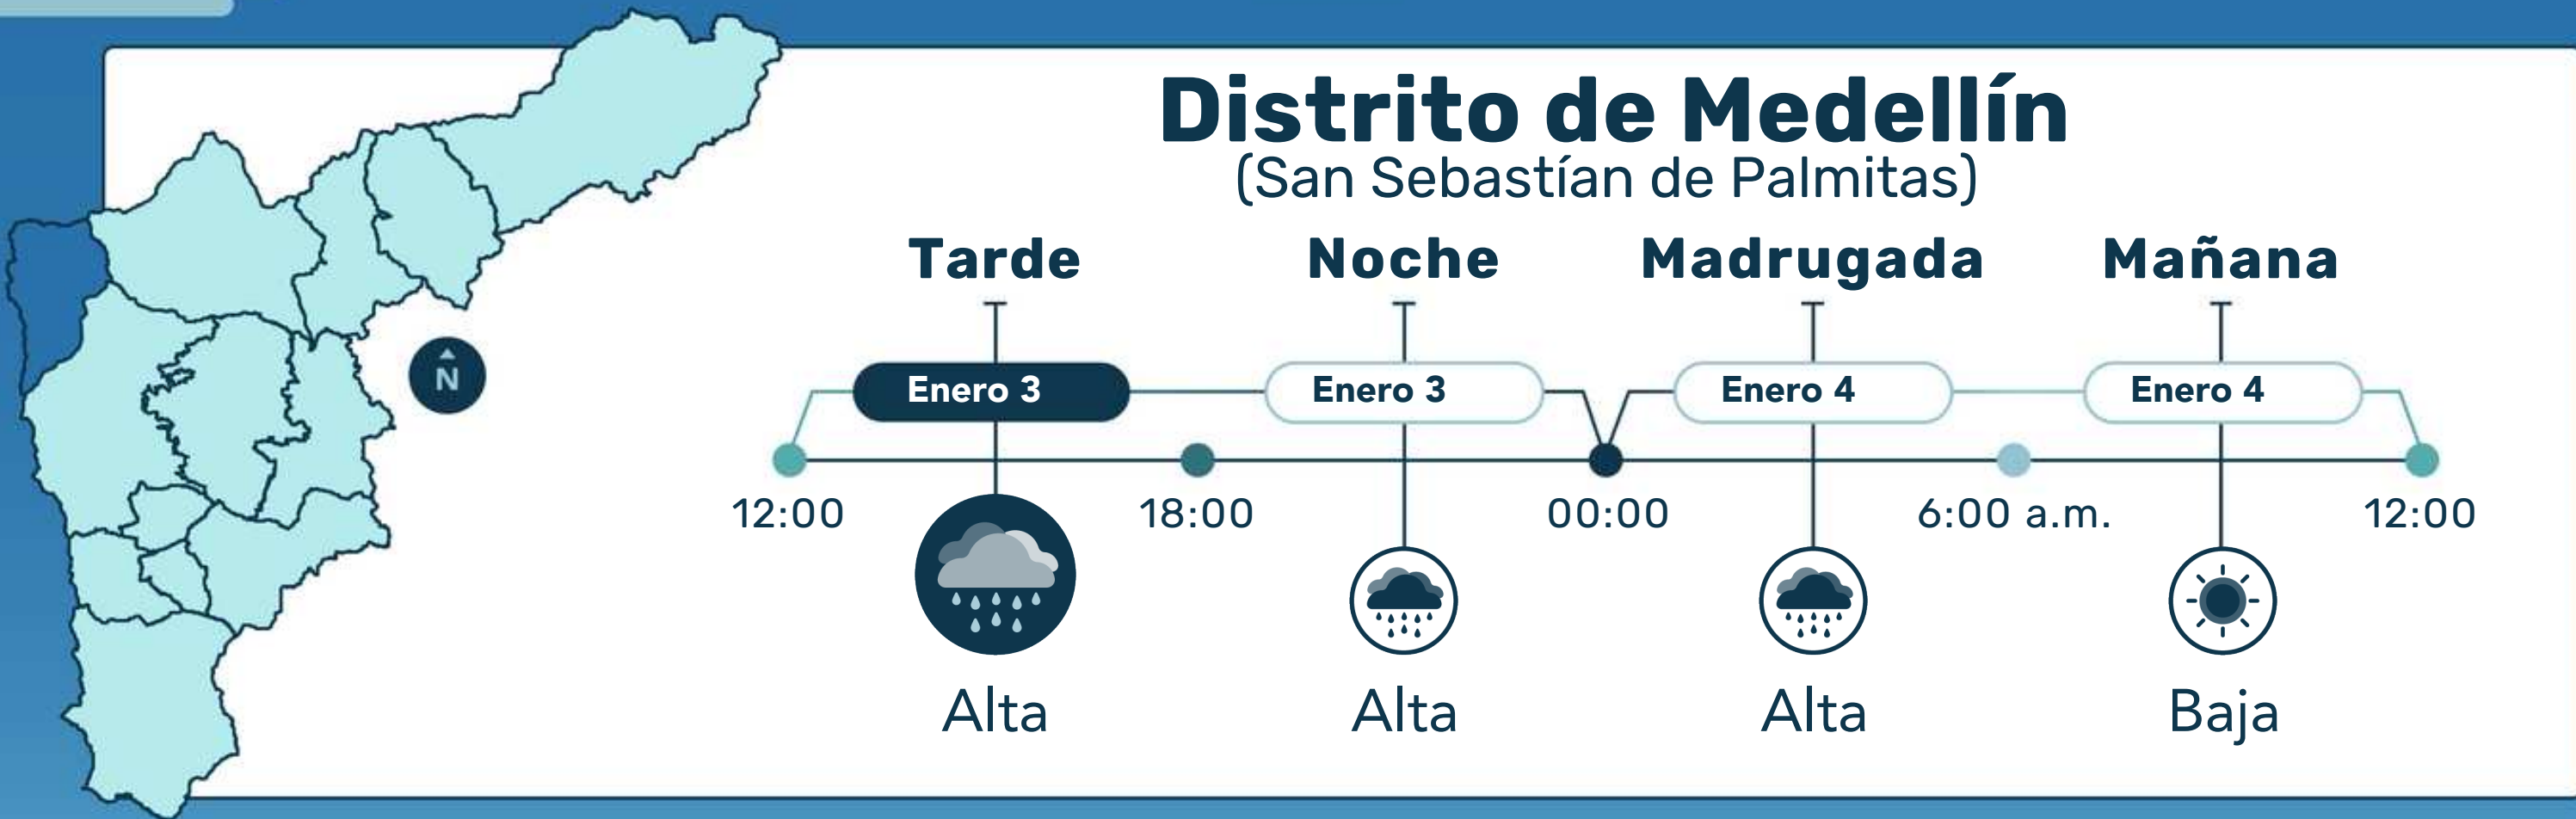 Distrito de Medellín
(San Sebastían de Palmitas)
Tarde Noche Madrugada Mañana
Enero 3 Enero 3 Enero 4 Enero 4
N
12:00 18:00 00:00 6:00 a.m. 12:00
Alta Alta Alta Baja